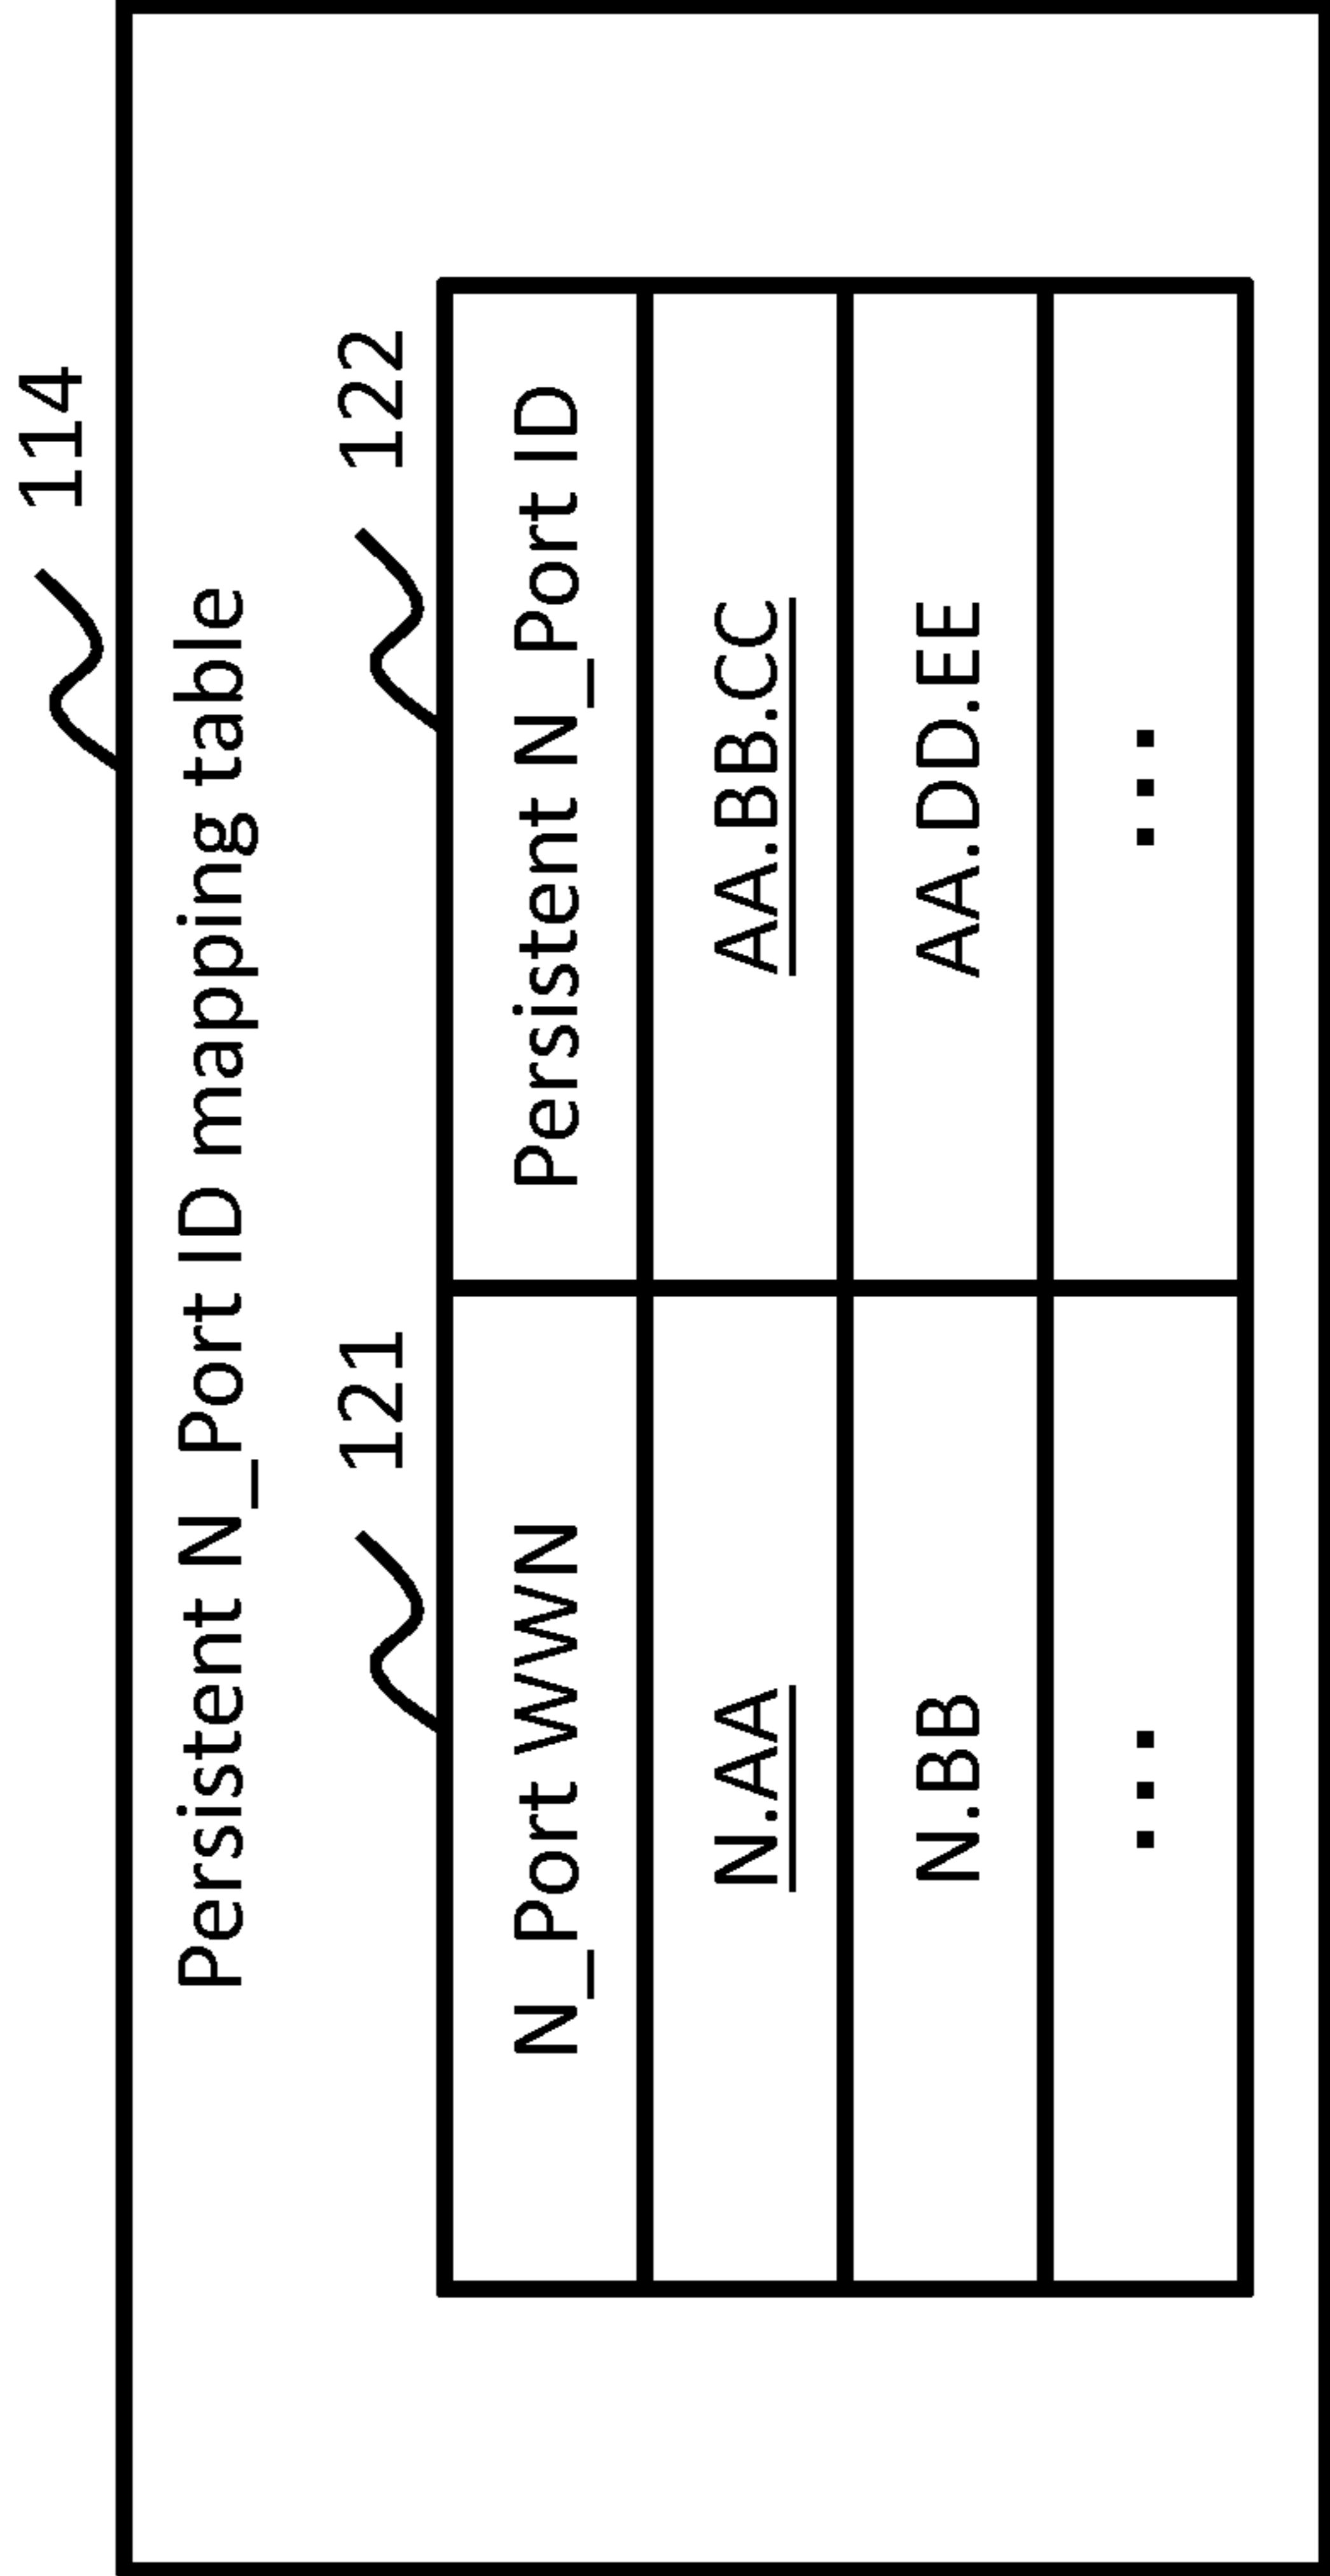 114
Persistent N_Port ID mapping table
121
122
N_Port WWN
Persistent N_Port ID
N.AA
AA.BB.CC
N.BB
AA.DD.EE
...
...